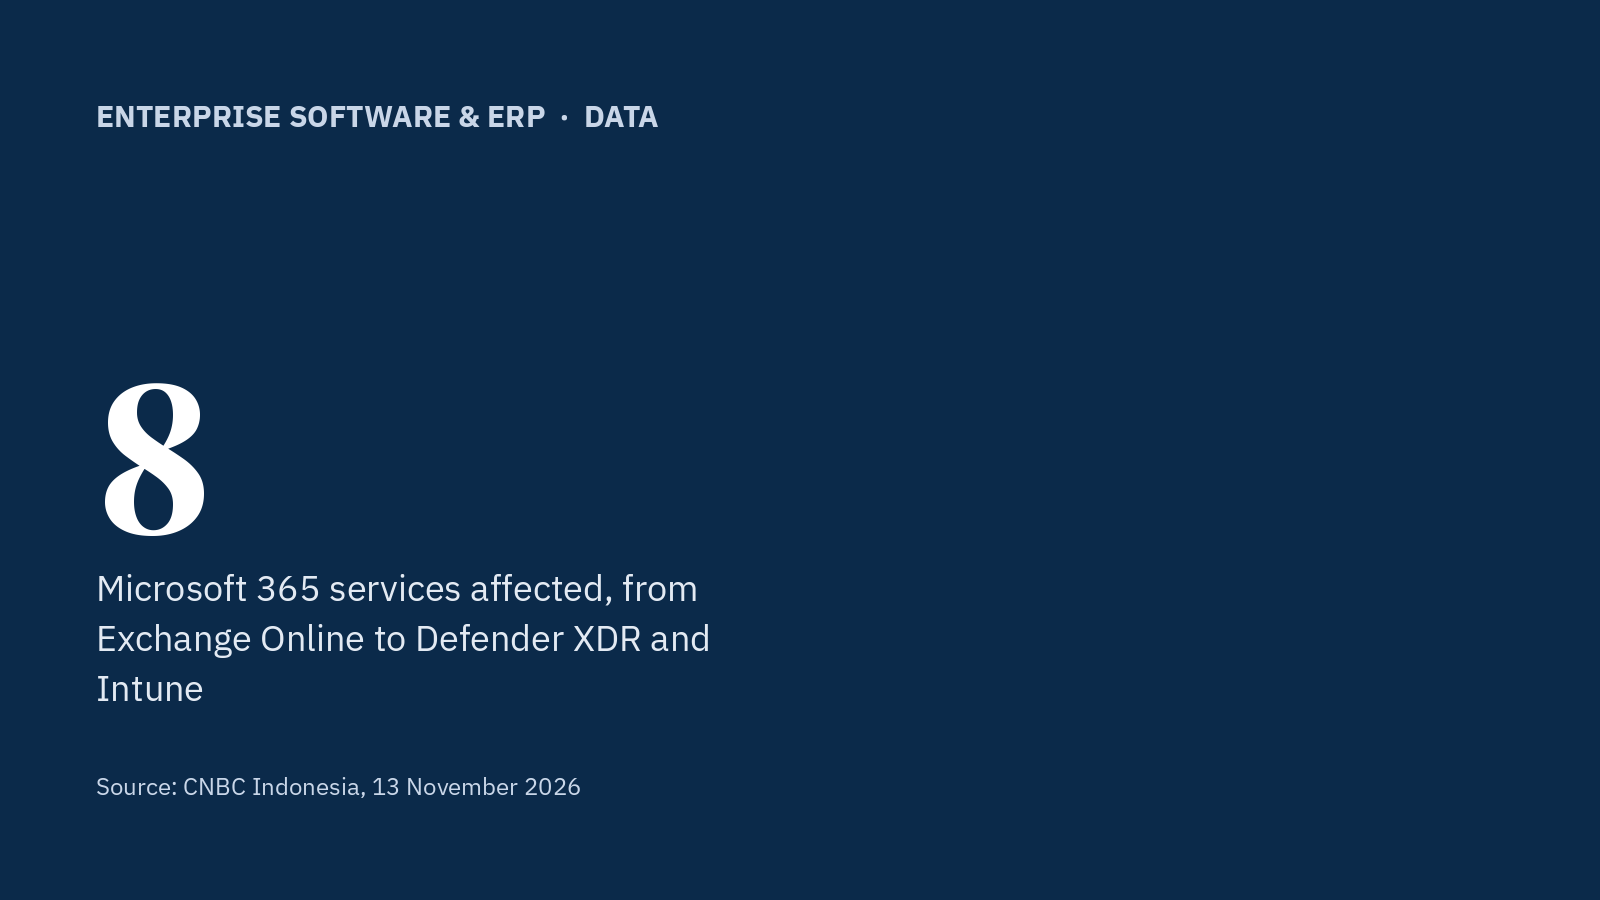 ENTERPRISE SOFTWARE & ERP · DATA
8
Microsoft 365 services affected, from
Exchange Online to Defender XDR and
Intune
Source: CNBC Indonesia, 13 November 2026